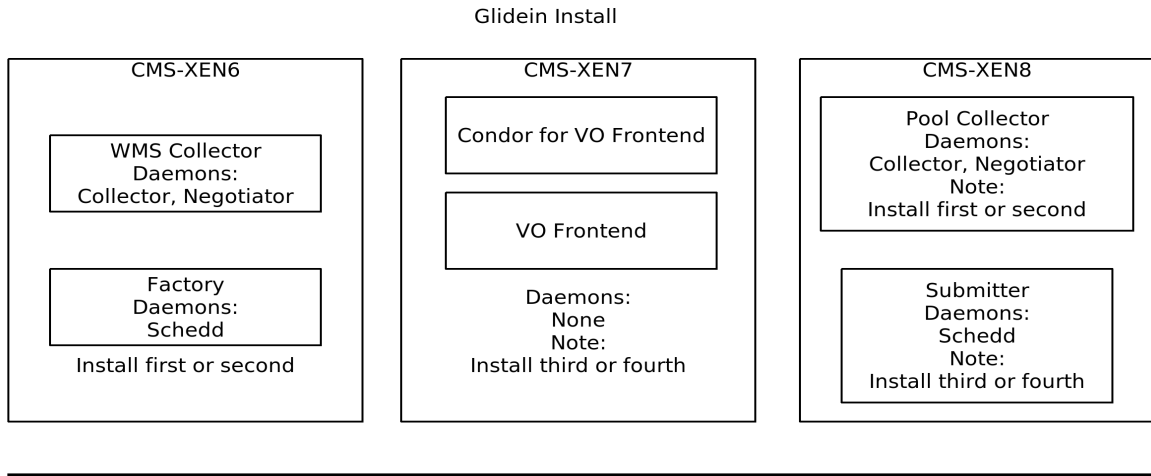 Glidein Install
CMS-XEN6
WMS Collector
Daemons:
Collector, Negotiator
Factory
Daemons:
Schedd
Install first or second
CMS-XEN7
Condor for VO Frontend
VO Frontend
Daemons:
None
Note:
Install third or fourth
CMS-XEN8
Pool Collector
Daemons:
Collector, Negotiator
Note:
Install first or second
Submitter
Daemons:
Schedd
Note:
Install third or fourth